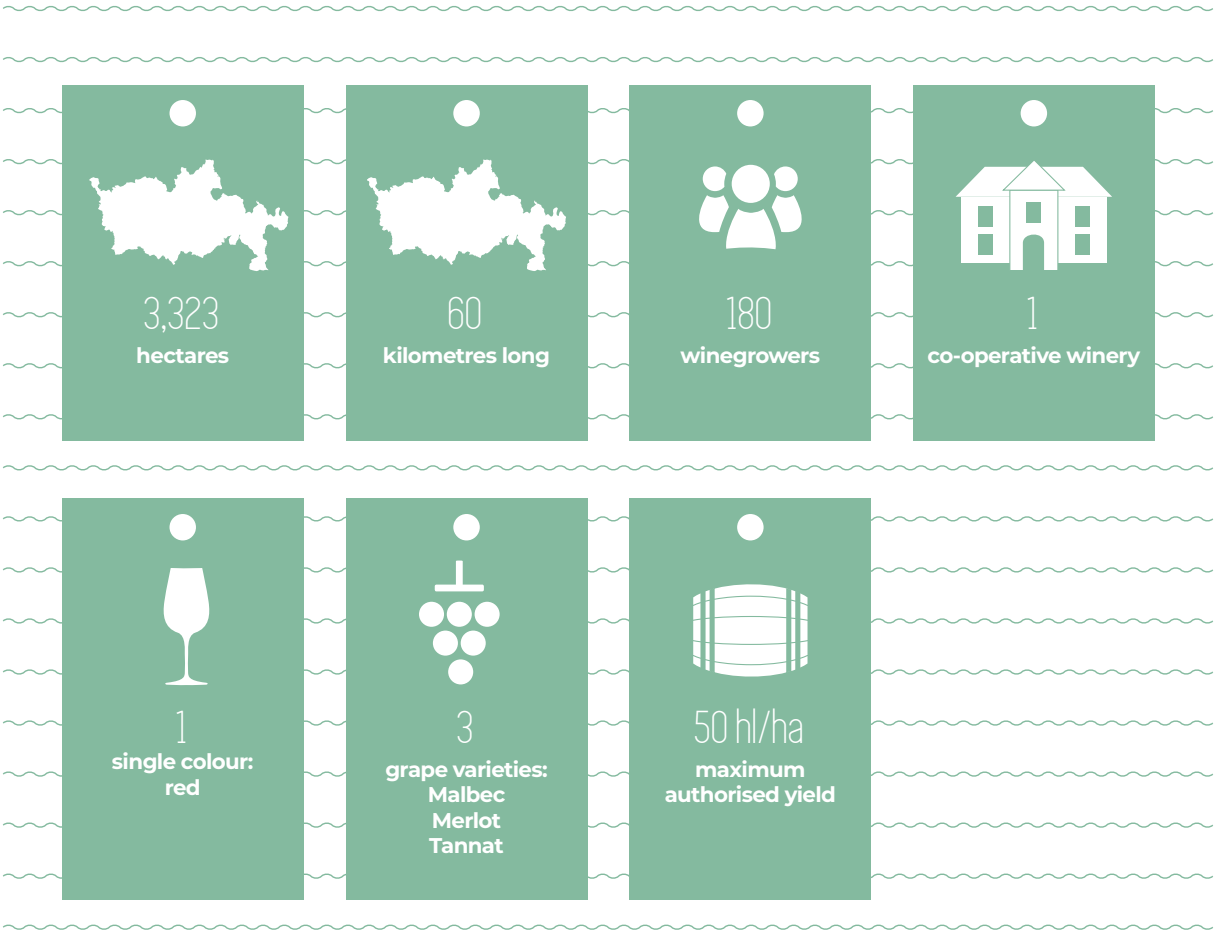 3,323
hectares
60
kilometres long
180
winegrowers
1
co-operative winery
1
single colour:
red
3
grape varieties:
Malbec
Merlot
Tannat
50 hl/ha
maximum
authorised yield